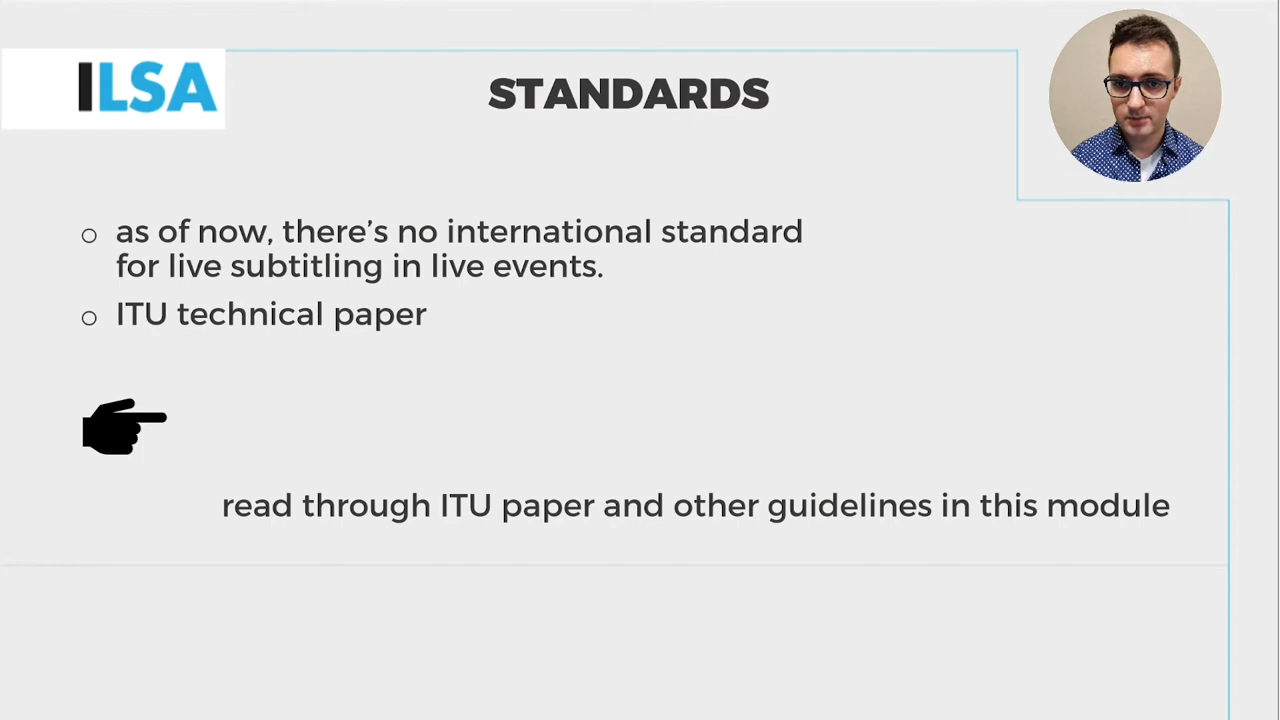 ILSA
STANDARDS
as of now, there's no international standard
for live subtitling in live events.
ITU technical paper
read through ITU paper and other guidelines in this module